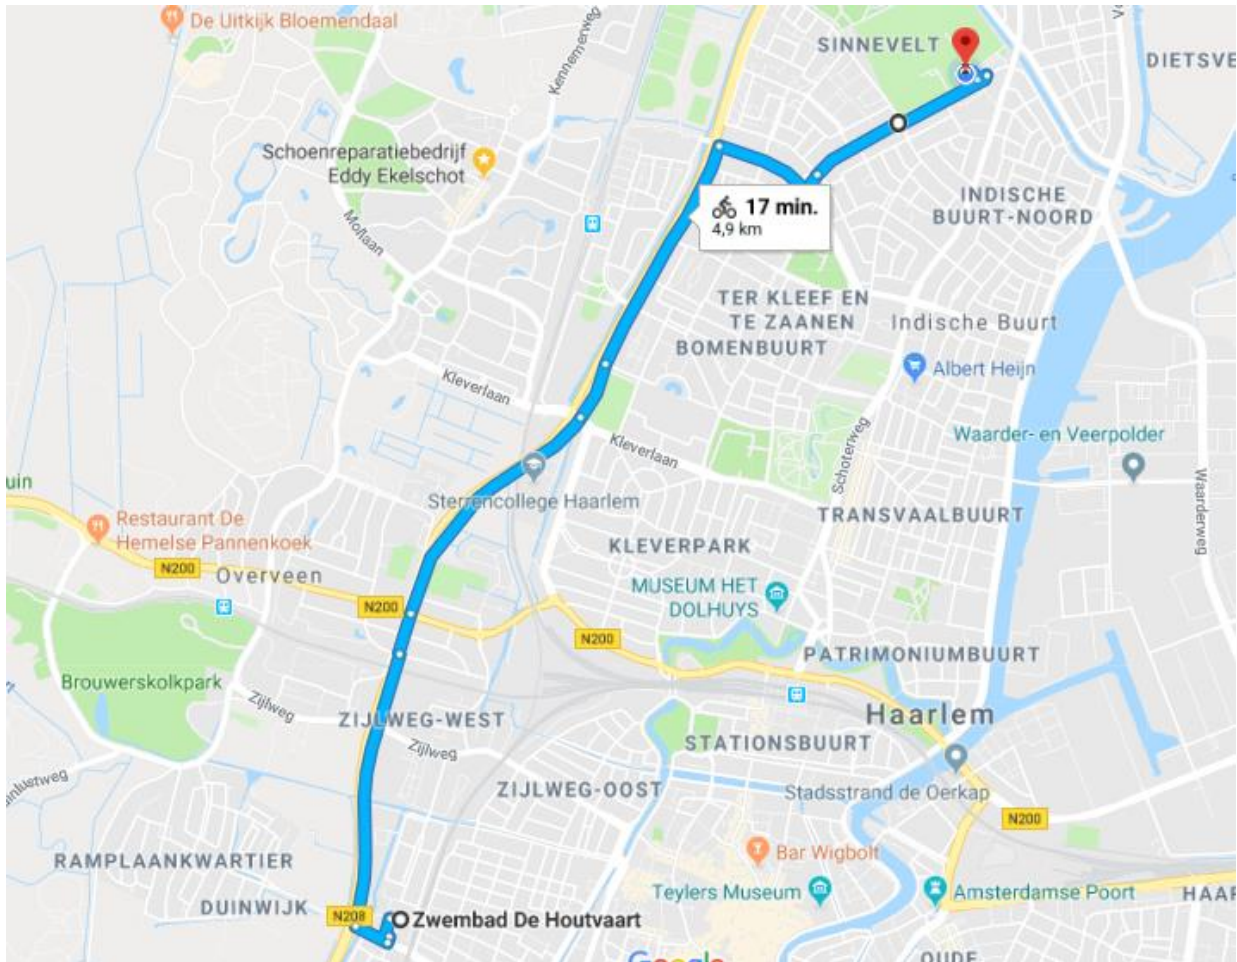 De Uitkijk Bloemendaal
Kennemerweg
SINNEVELT
Schoenreparatiebedrijf
Eddy Ekelschot
Mollaan
17 min.
4,9 km
INDISCHE
BUURT-NOORD
TER KLEEF EN
TE ZAANEN
BOMENBUURT
Indische Buurt
Albert Heijn
Kleverlaan
Kleverlaan
Schoterweg
Waarder- en Veerpolder
Waarderweg
Sterrencollege Haarlem
TRANSVAALBUURT
Restaurant De
Hemelse Pannenkoek
N200
Overveen
N200
KLEVERPARK
MUSEUM HET
DOLHUYS
N200
PATRIMONIUMBUURT
Brouwerskolkpark
Zijlweg
ZIJLWEG-WEST
Zijlweg
Haarlem
STATIONSBUURT
ZIJLWEG-OOST
Stadsstrand de Oerkap
N200
RAMPLAANKWARTIER
Bar Wigbolt
Teylers Museum
Amsterdamse Poort
DUINWIJK
N208
Zwembad De Houtvaart
Google
OUDE